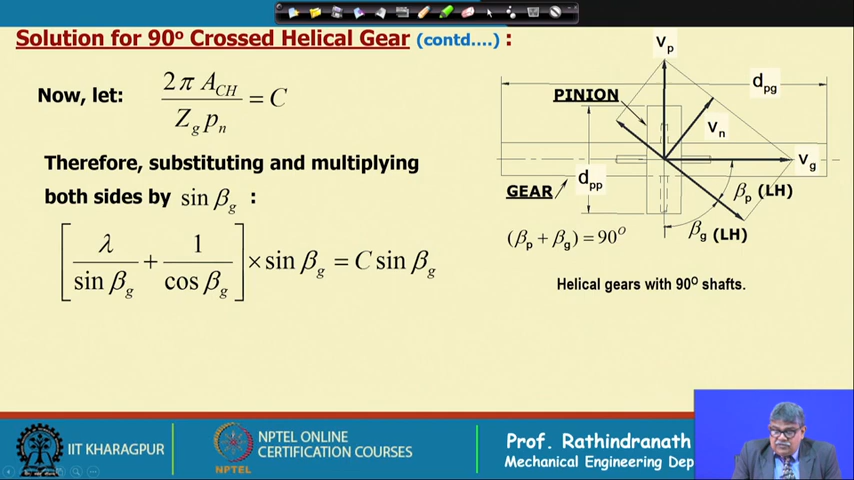 Solution for 90º Crossed Helical Gear (contd....) :
Now, let: 2π A_CH / Z_g p_n = C
Therefore, substituting and multiplying
both sides by sin β_g :
[ λ / sin β_g + 1 / cos β_g ] × sin β_g = C sin β_g
V_p
d_pg
PINION
V_n
V_g
d_pp
GEAR
β_p (LH)
β_g (LH)
(β_p + β_g) = 90º
Helical gears with 90º shafts.
IIT KHARAGPUR
NPTEL
NPTEL ONLINE
CERTIFICATION COURSES
Prof. Rathindranath
Mechanical Engineering Dep